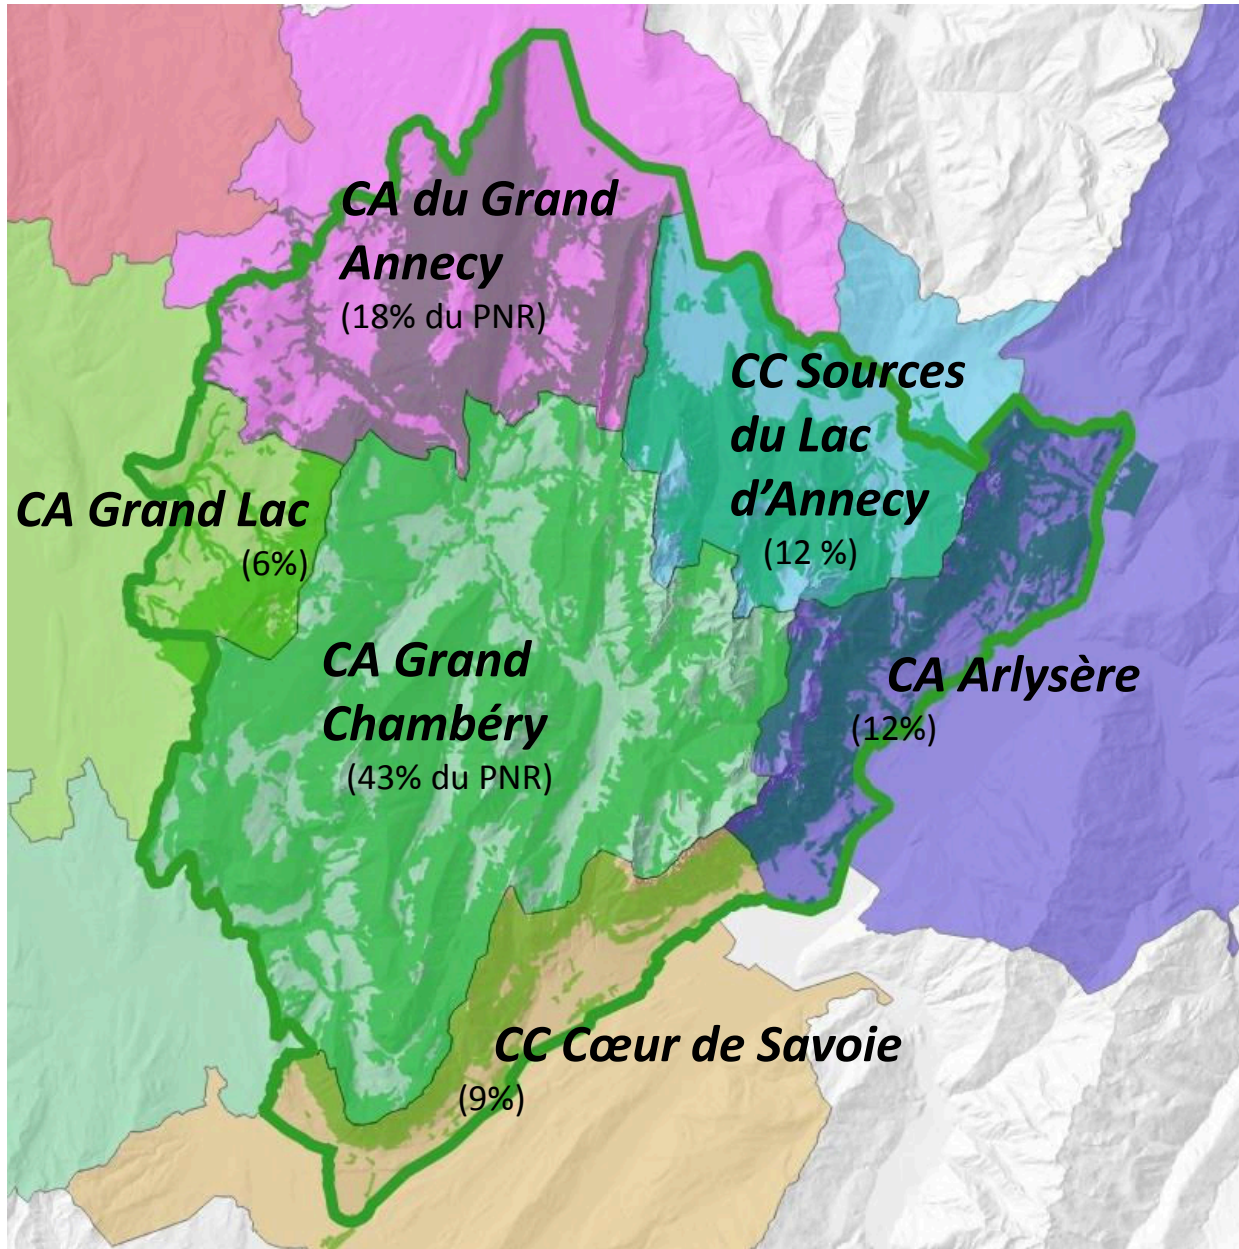 CA du Grand
Annecy
(18% du PNR)
CC Sources
du Lac
d’Annecy
(12 %)
CA Grand Lac
(6%)
CA Grand
Chambéry
(43% du PNR)
CA Arlysère
(12%)
CC Cœur de Savoie
(9%)